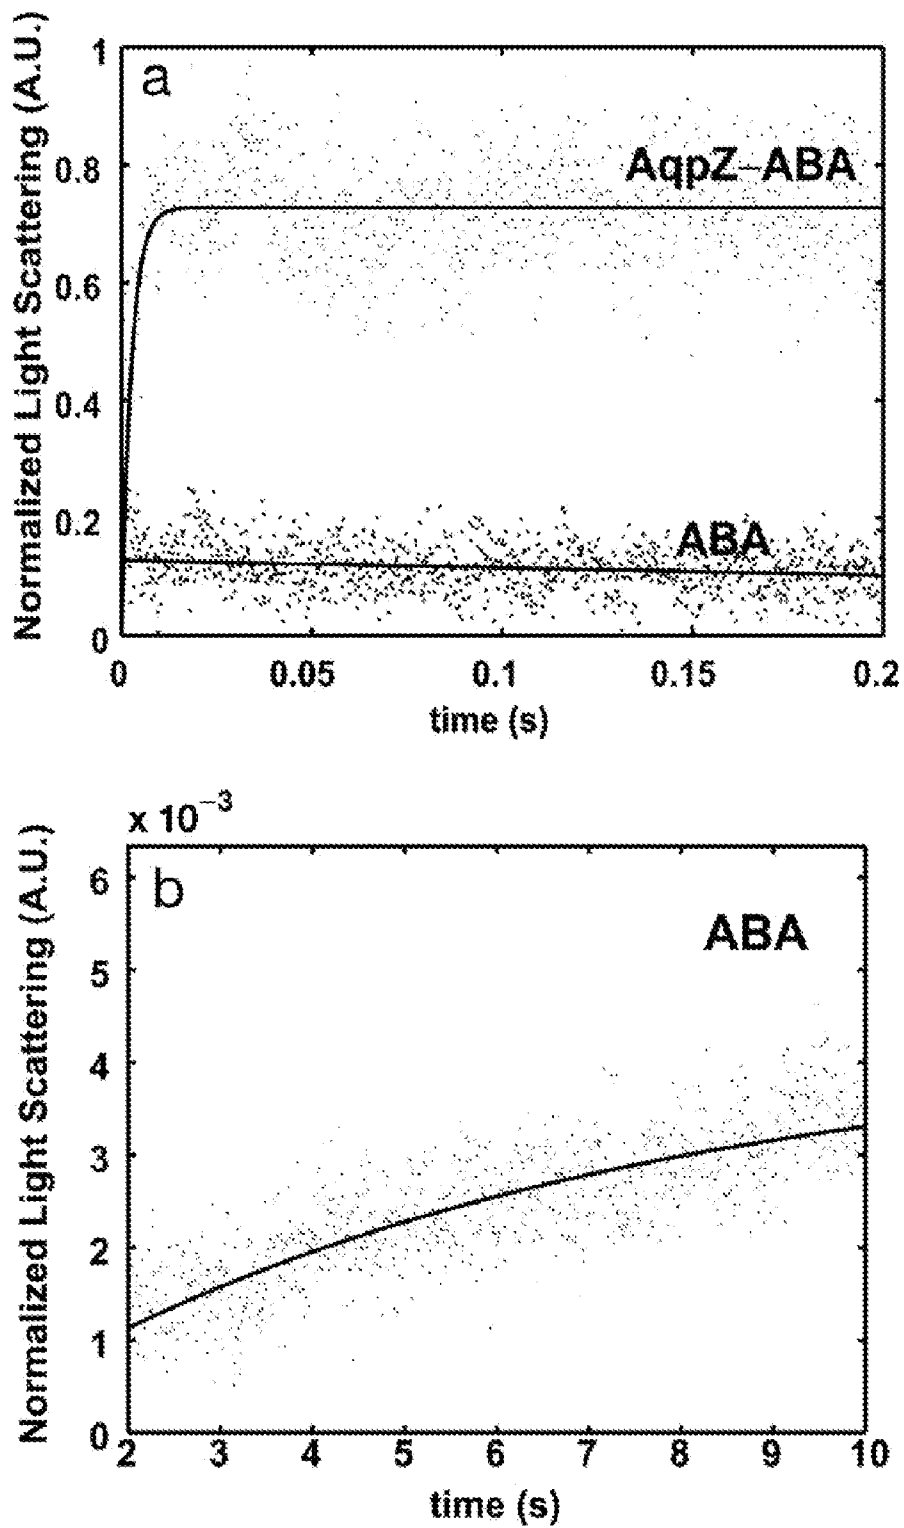 a
Normalized Light Scattering (A.U.)
1
0.8
0.6
0.4
0.2
0
AqpZ–ABA
ABA
0 0.05 0.1 0.15 0.2
time (s)
x 10⁻³
b
Normalized Light Scattering (A.U.)
6
5
4
3
2
1
0
ABA
2 3 4 5 6 7 8 9 10
time (s)